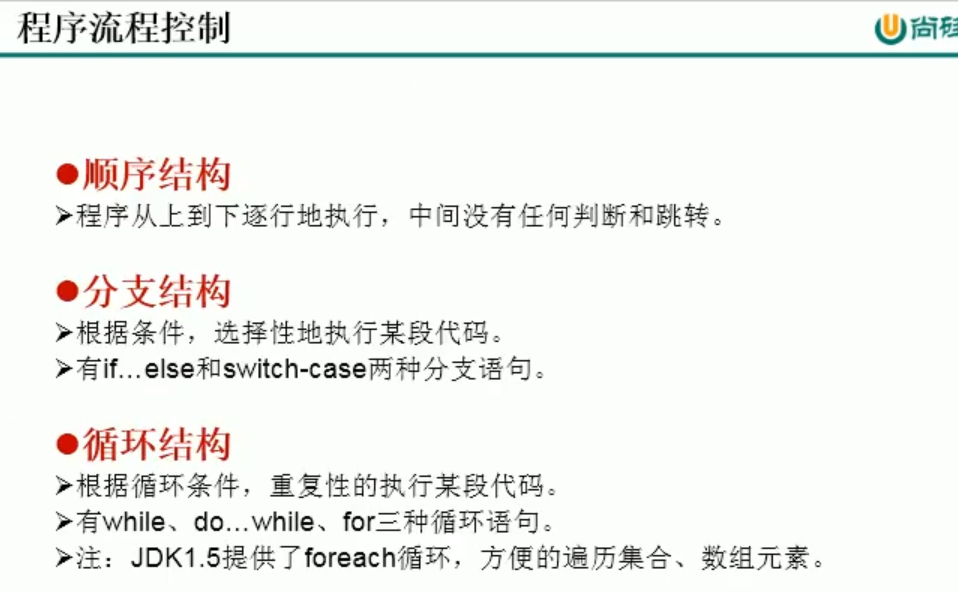 程序流程控制
尚硅
●顺序结构
➢程序从上到下逐行地执行，中间没有任何判断和跳转。
●分支结构
➢根据条件，选择性地执行某段代码。
➢有if…else和switch-case两种分支语句。
●循环结构
➢根据循环条件，重复性的执行某段代码。
➢有while、do…while、for三种循环语句。
➢注：JDK1.5提供了foreach循环，方便的遍历集合、数组元素。